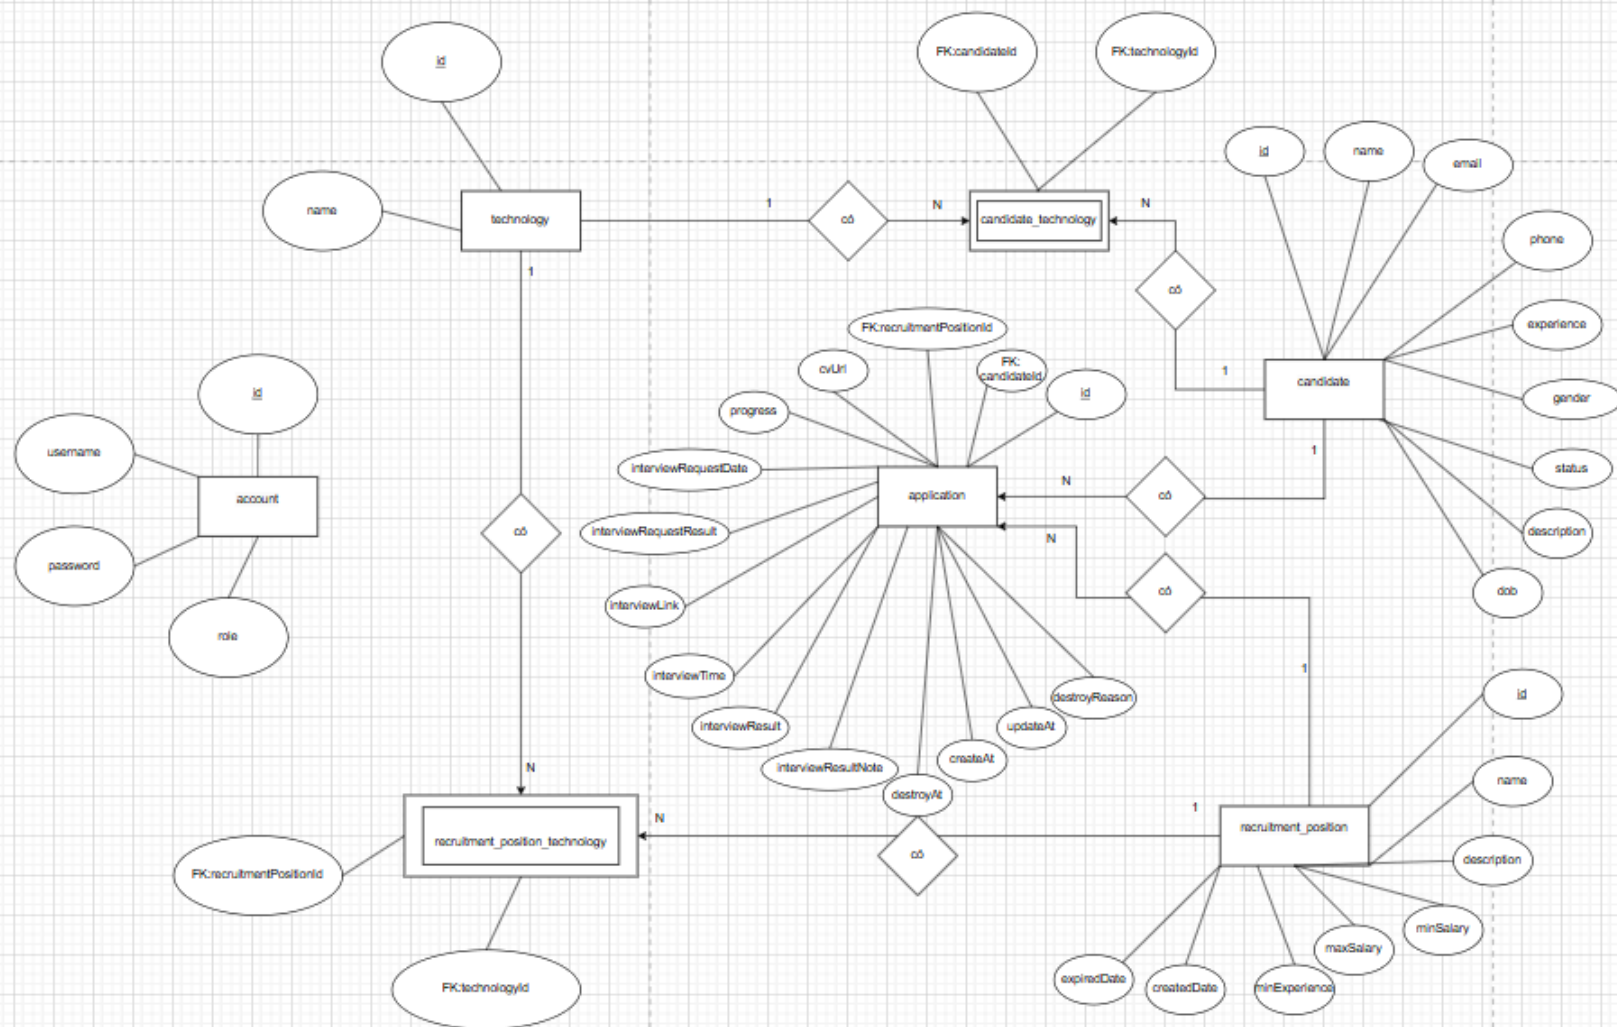 FK:candidateId
FK:technologyId
id
id
name
email
name
technology
1
có
N
candidate_technology
N
phone
có
experience
FK:recruitmentPositionId
cvUrl
FK:
candidateId
id
1
candidate
gender
progress
1
id
username
interviewRequestDate
status
account
application
N
có
interviewRequestResult
có
N
description
password
có
dob
interviewLink
role
1
interviewTime
destroyReason
id
interviewResult
updateAt
createAt
interviewResultNote
name
N
destroyAt
1
N
recruitment_position
recruitment_position_technology
có
description
FK:recruitmentPositionId
minSalary
maxSalary
expiredDate
createdDate
minExperience
FK:technologyId
1